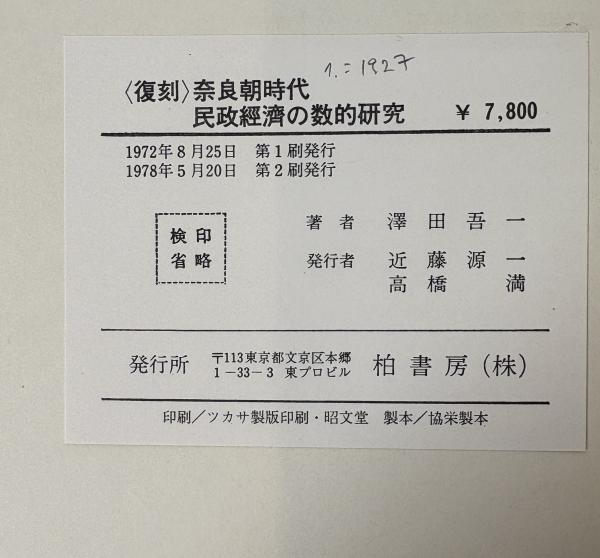 1.:=1927
〈復刻〉奈良朝時代
民政經濟の数的研究 ¥ 7,800
1972年8月25日 第1刷発行
1978年5月20日 第2刷発行
検印
省略
著者 澤田吾一
発行者 近藤源一
高橋満
発行所 〒113東京都文京区本郷
1-33-3 東プロビル
柏書房(株)
印刷/ツカサ製版印刷・昭文堂 製本/協栄製本